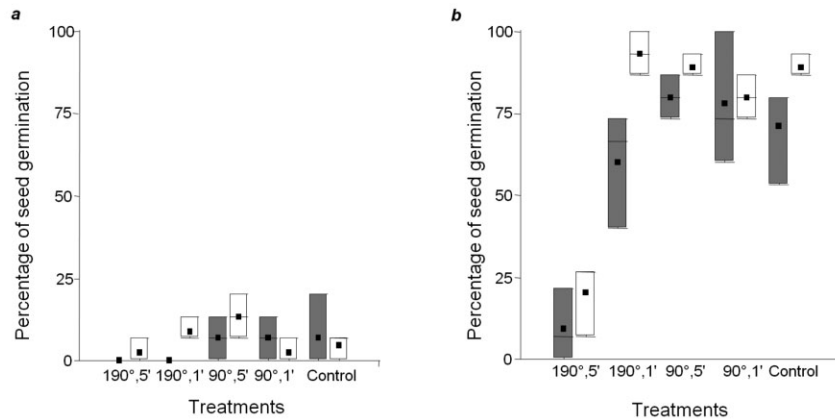 a
100
75
50
25
0
Percentage of seed germination
190°,5' 190°,1' 90°,5' 90°,1' Control
Treatments
b
100
75
50
25
0
Percentage of seed germination
190°,5' 190°,1' 90°,5' 90°,1' Control
Treatments